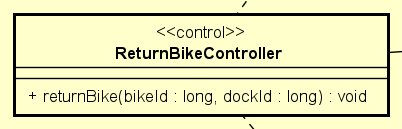 <<control>>
ReturnBikeController
+ returnBike(bikeId : long, dockId : long) : void